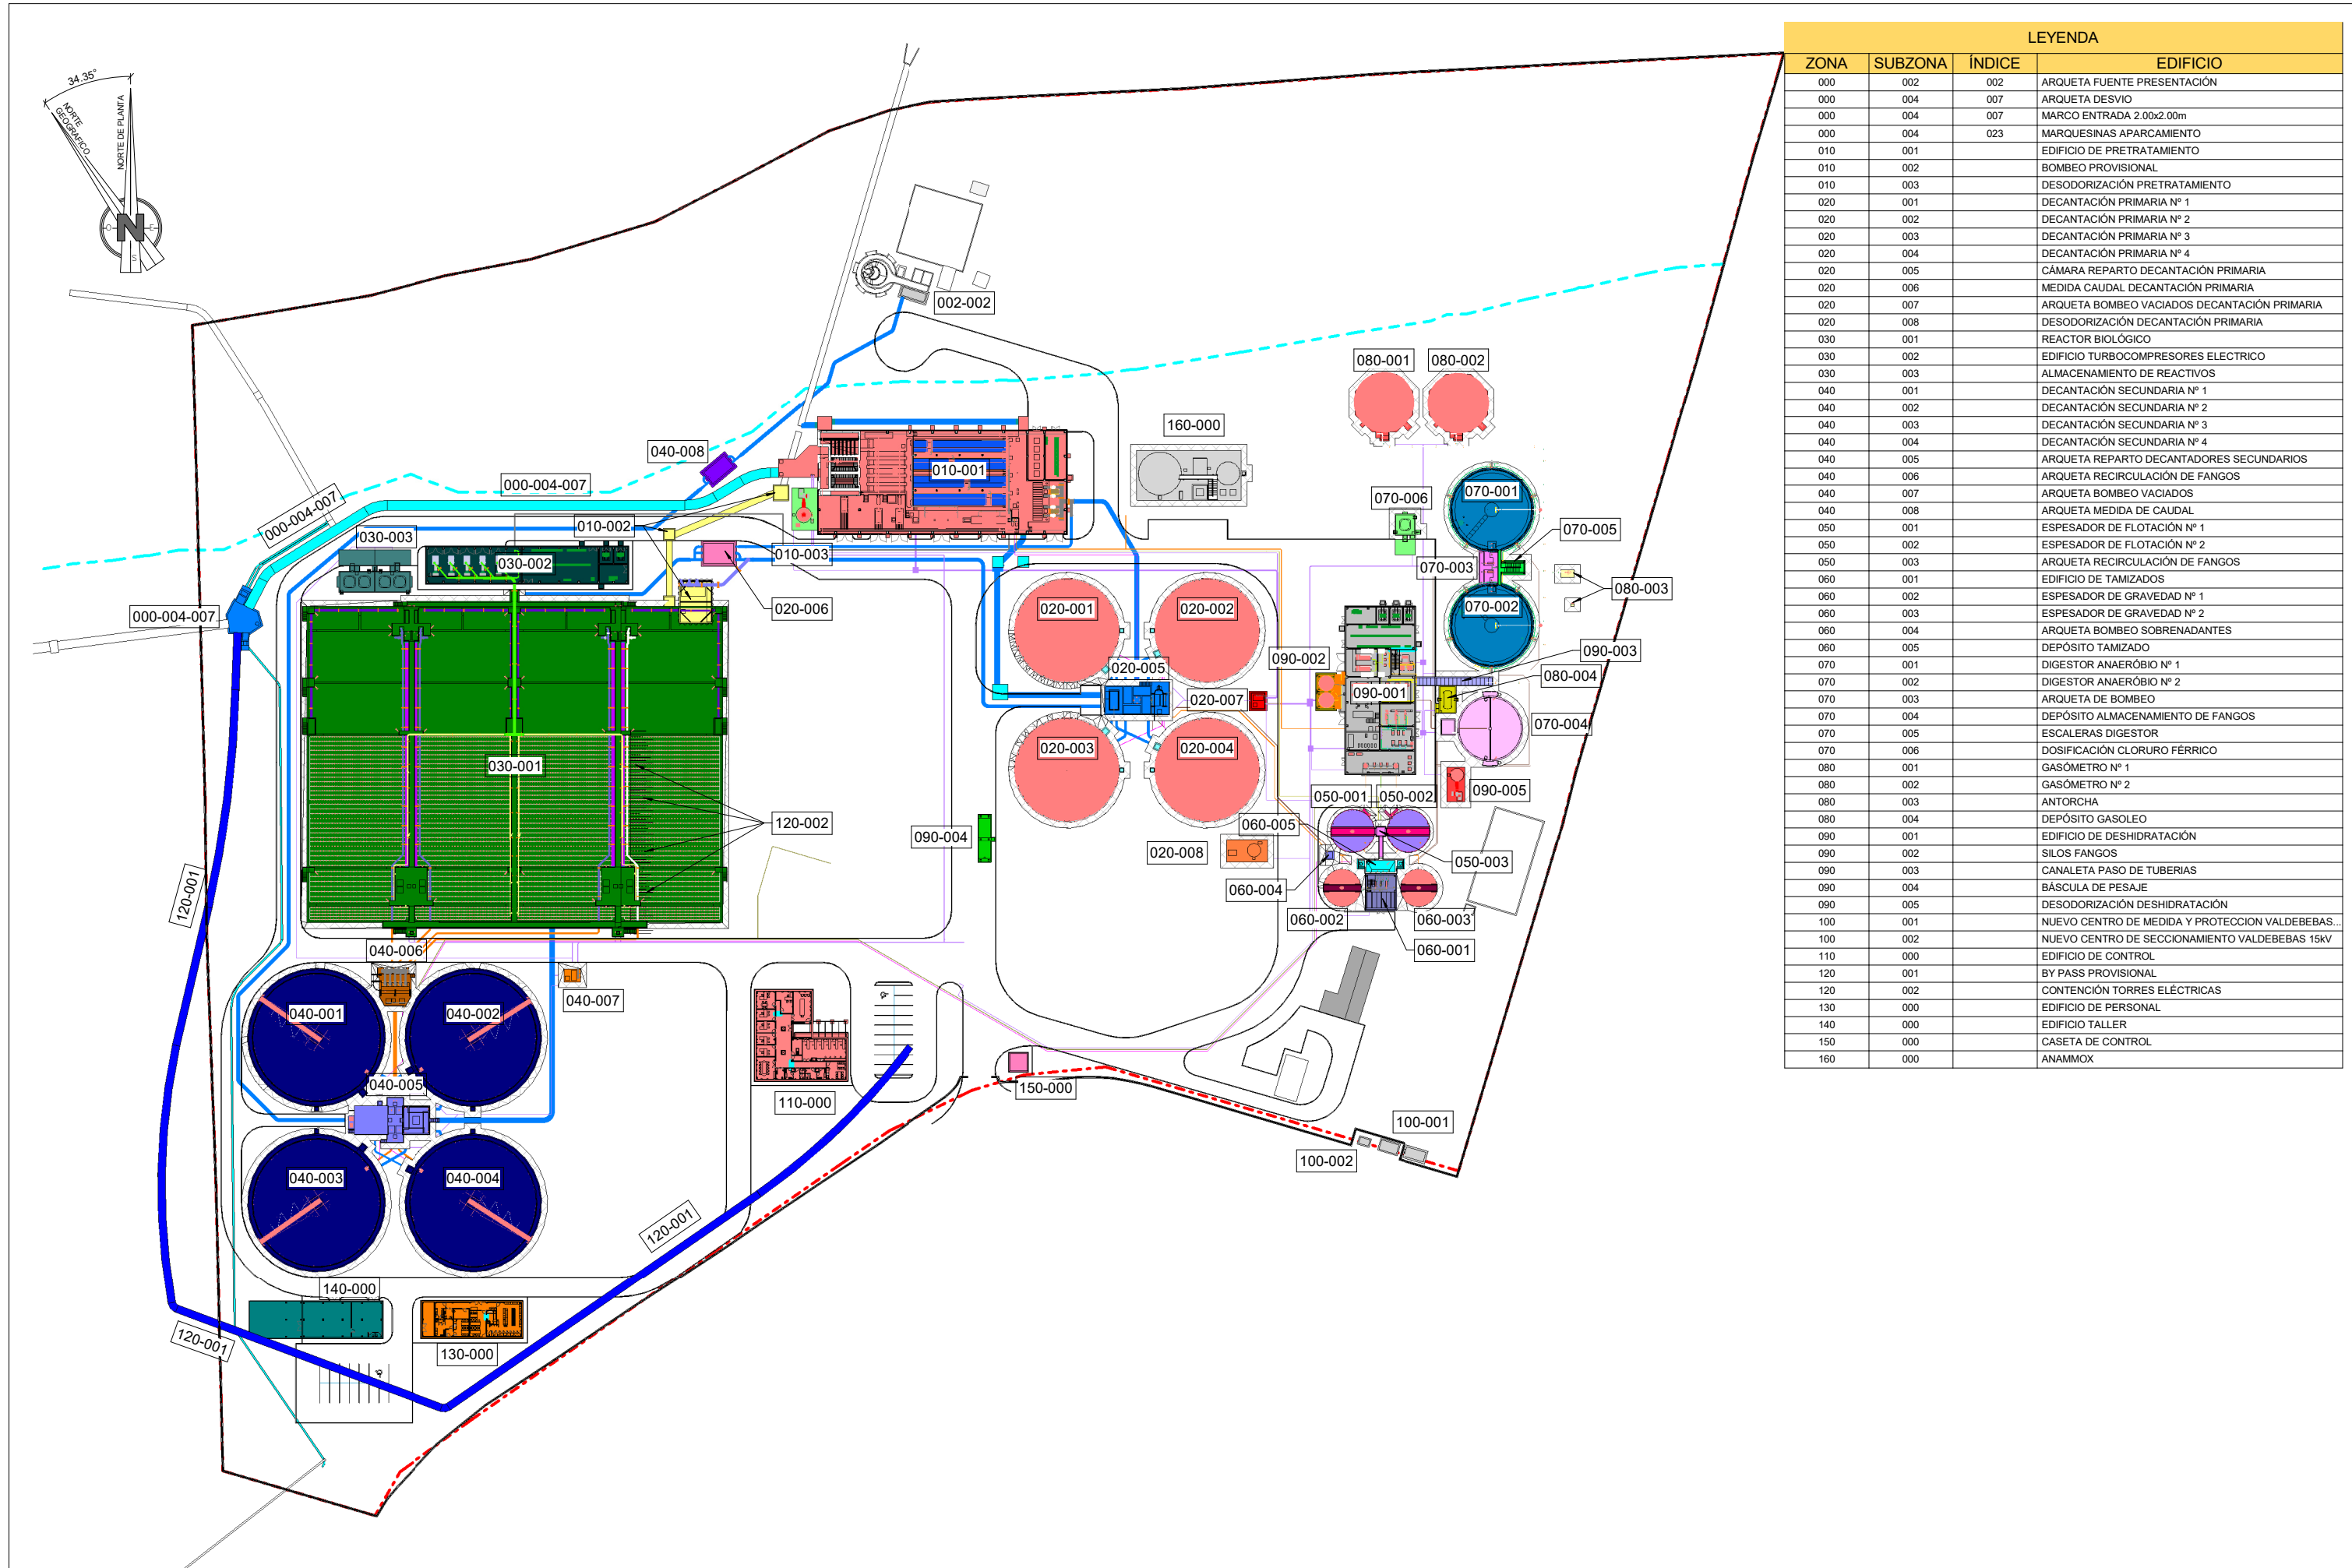 34.35°
NORTE GEOGRAFICO
NORTE DE PLANTA
N
O
E
S
002-002
080-001
080-002
160-000
040-008
010-001
000-004-007
000-004-007
070-001
070-006
070-005
010-002
030-003
010-003
030-002
070-003
080-003
000-004-007
020-006
020-001
020-002
070-002
090-003
090-002
020-005
080-004
090-001
020-007
070-004
020-003
020-004
030-001
090-005
050-001
050-002
120-002
060-005
090-004
020-008
050-003
120-001
060-004
060-002
060-003
060-001
040-006
040-007
040-001
040-002
040-005
150-000
110-000
100-001
100-002
040-003
040-004
120-001
140-000
120-001
130-000
LEYENDA
ZONA SUBZONA ÍNDICE EDIFICIO
000 002 002 ARQUETA FUENTE PRESENTACIÓN
000 004 007 ARQUETA DESVIO
000 004 007 MARCO ENTRADA 2.00x2.00m
000 004 023 MARQUESINAS APARCAMIENTO
010 001 EDIFICIO DE PRETRATAMIENTO
010 002 BOMBEO PROVISIONAL
010 003 DESODORIZACIÓN PRETRATAMIENTO
020 001 DECANTACIÓN PRIMARIA Nº 1
020 002 DECANTACIÓN PRIMARIA Nº 2
020 003 DECANTACIÓN PRIMARIA Nº 3
020 004 DECANTACIÓN PRIMARIA Nº 4
020 005 CÁMARA REPARTO DECANTACIÓN PRIMARIA
020 006 MEDIDA CAUDAL DECANTACIÓN PRIMARIA
020 007 ARQUETA BOMBEO VACIADOS DECANTACIÓN PRIMARIA
020 008 DESODORIZACIÓN DECANTACIÓN PRIMARIA
030 001 REACTOR BIOLÓGICO
030 002 EDIFICIO TURBOCOMPRESORES ELECTRICO
030 003 ALMACENAMIENTO DE REACTIVOS
040 001 DECANTACIÓN SECUNDARIA Nº 1
040 002 DECANTACIÓN SECUNDARIA Nº 2
040 003 DECANTACIÓN SECUNDARIA Nº 3
040 004 DECANTACIÓN SECUNDARIA Nº 4
040 005 ARQUETA REPARTO DECANTADORES SECUNDARIOS
040 006 ARQUETA RECIRCULACIÓN DE FANGOS
040 007 ARQUETA BOMBEO VACIADOS
040 008 ARQUETA MEDIDA DE CAUDAL
050 001 ESPESADOR DE FLOTACIÓN Nº 1
050 002 ESPESADOR DE FLOTACIÓN Nº 2
050 003 ARQUETA RECIRCULACIÓN DE FANGOS
060 001 EDIFICIO DE TAMIZADOS
060 002 ESPESADOR DE GRAVEDAD Nº 1
060 003 ESPESADOR DE GRAVEDAD Nº 2
060 004 ARQUETA BOMBEO SOBRENADANTES
060 005 DEPÓSITO TAMIZADO
070 001 DIGESTOR ANAERÓBIO Nº 1
070 002 DIGESTOR ANAERÓBIO Nº 2
070 003 ARQUETA DE BOMBEO
070 004 DEPÓSITO ALMACENAMIENTO DE FANGOS
070 005 ESCALERAS DIGESTOR
070 006 DOSIFICACIÓN CLORURO FÉRRICO
080 001 GASÓMETRO Nº 1
080 002 GASÓMETRO Nº 2
080 003 ANTORCHA
080 004 DEPÓSITO GASOLEO
090 001 EDIFICIO DE DESHIDRATACIÓN
090 002 SILOS FANGOS
090 003 CANALETA PASO DE TUBERIAS
090 004 BÁSCULA DE PESAJE
090 005 DESODORIZACIÓN DESHIDRATACIÓN
100 001 NUEVO CENTRO DE MEDIDA Y PROTECCION VALDEBEBAS...
100 002 NUEVO CENTRO DE SECCIONAMIENTO VALDEBEBAS 15kV
110 000 EDIFICIO DE CONTROL
120 001 BY PASS PROVISIONAL
120 002 CONTENCIÓN TORRES ELÉCTRICAS
130 000 EDIFICIO DE PERSONAL
140 000 EDIFICIO TALLER
150 000 CASETA DE CONTROL
160 000 ANAMMOX